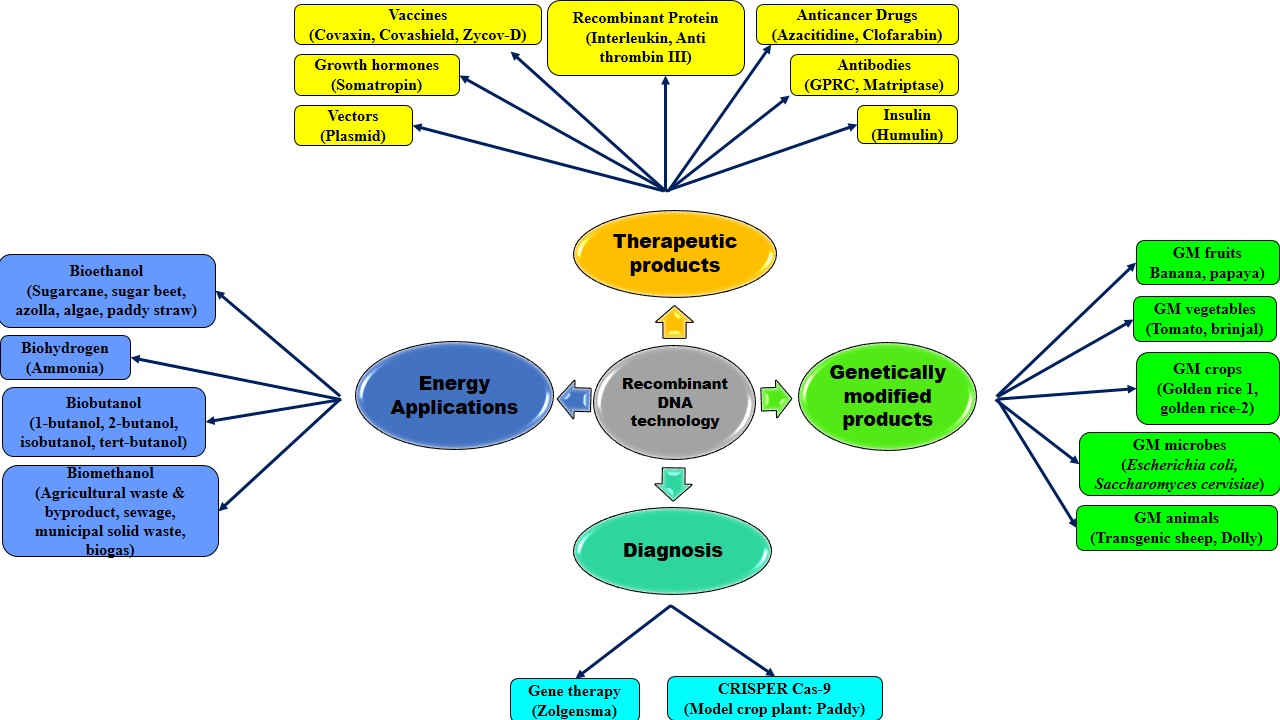 Vaccines
(Covaxin, Covashield, Zycov-D)
Recombinant Protein
(Interleukin, Anti
thrombin III)
Anticancer Drugs
(Azacitidine, Clofarabin)
Growth hormones
(Somatropin)
Antibodies
(GPRC, Matriptase)
Vectors
(Plasmid)
Insulin
(Humulin)
Therapeutic
products
Bioethanol
(Sugarcane, sugar beet,
azolla, algae, paddy straw)
Biohydrogen
(Ammonia)
Biobutanol
(1-butanol, 2-butanol,
isobutanol, tert-butanol)
Biomethanol
(Agricultural waste &
byproduct, sewage,
municipal solid waste,
biogas)
Energy
Applications
Recombinant
DNA
technology
Genetically
modified
products
GM fruits
Banana, papaya)
GM vegetables
(Tomato, brinjal)
GM crops
(Golden rice 1,
golden rice-2)
GM microbes
(Escherichia coli,
Saccharomyces cervisiae)
GM animals
(Transgenic sheep, Dolly)
Diagnosis
Gene therapy
(Zolgensma)
CRISPER Cas-9
(Model crop plant: Paddy)